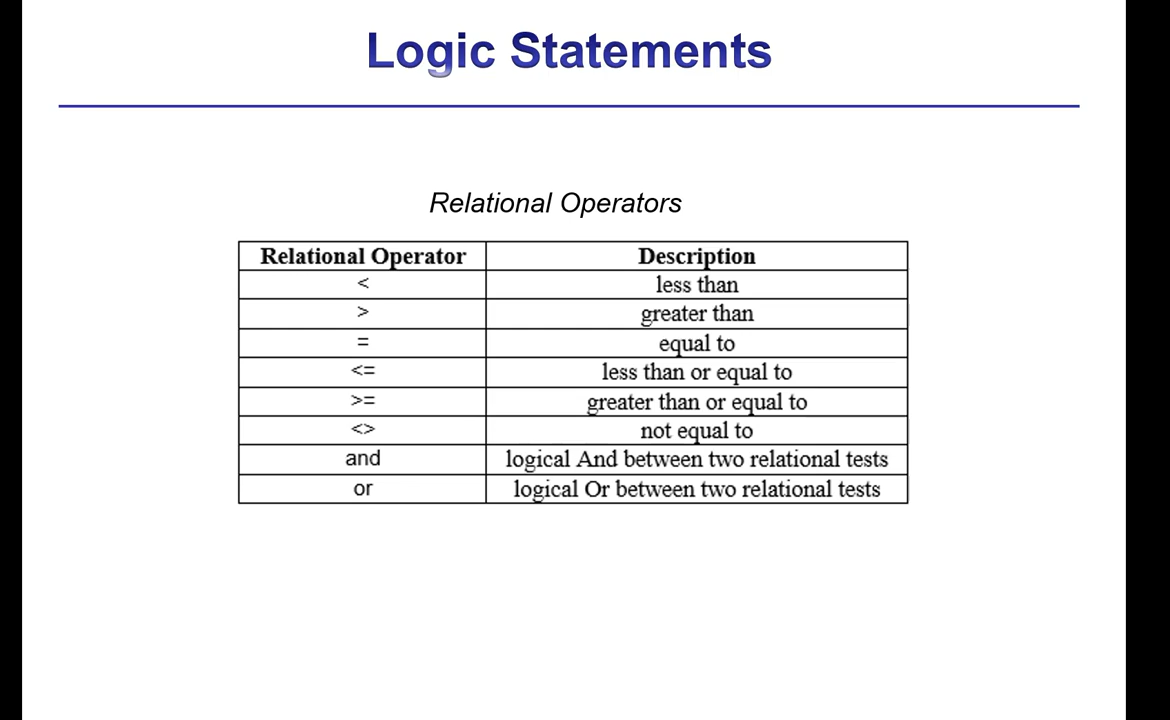 Logic Statements
Relational Operators
Relational Operator Description
< less than
> greater than
= equal to
<= less than or equal to
>= greater than or equal to
<> not equal to
and logical And between two relational tests
or logical Or between two relational tests